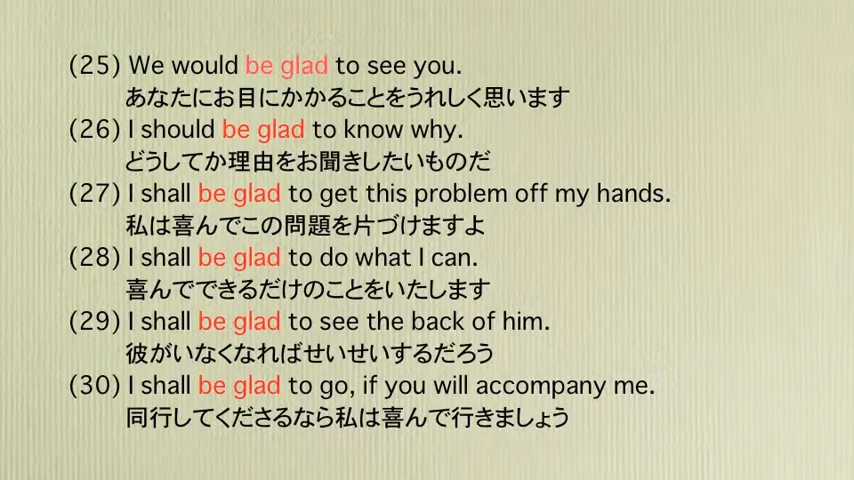 (25) We would be glad to see you.
あなたにお目にかかることをうれしく思います
(26) I should be glad to know why.
どうしてか理由をお聞きしたいものだ
(27) I shall be glad to get this problem off my hands.
私は喜んでこの問題を片づけますよ
(28) I shall be glad to do what I can.
喜んでできるだけのことをいたします
(29) I shall be glad to see the back of him.
彼がいなくなればせいせいするだろう
(30) I shall be glad to go, if you will accompany me.
同行してくださるなら私は喜んで行きましょう